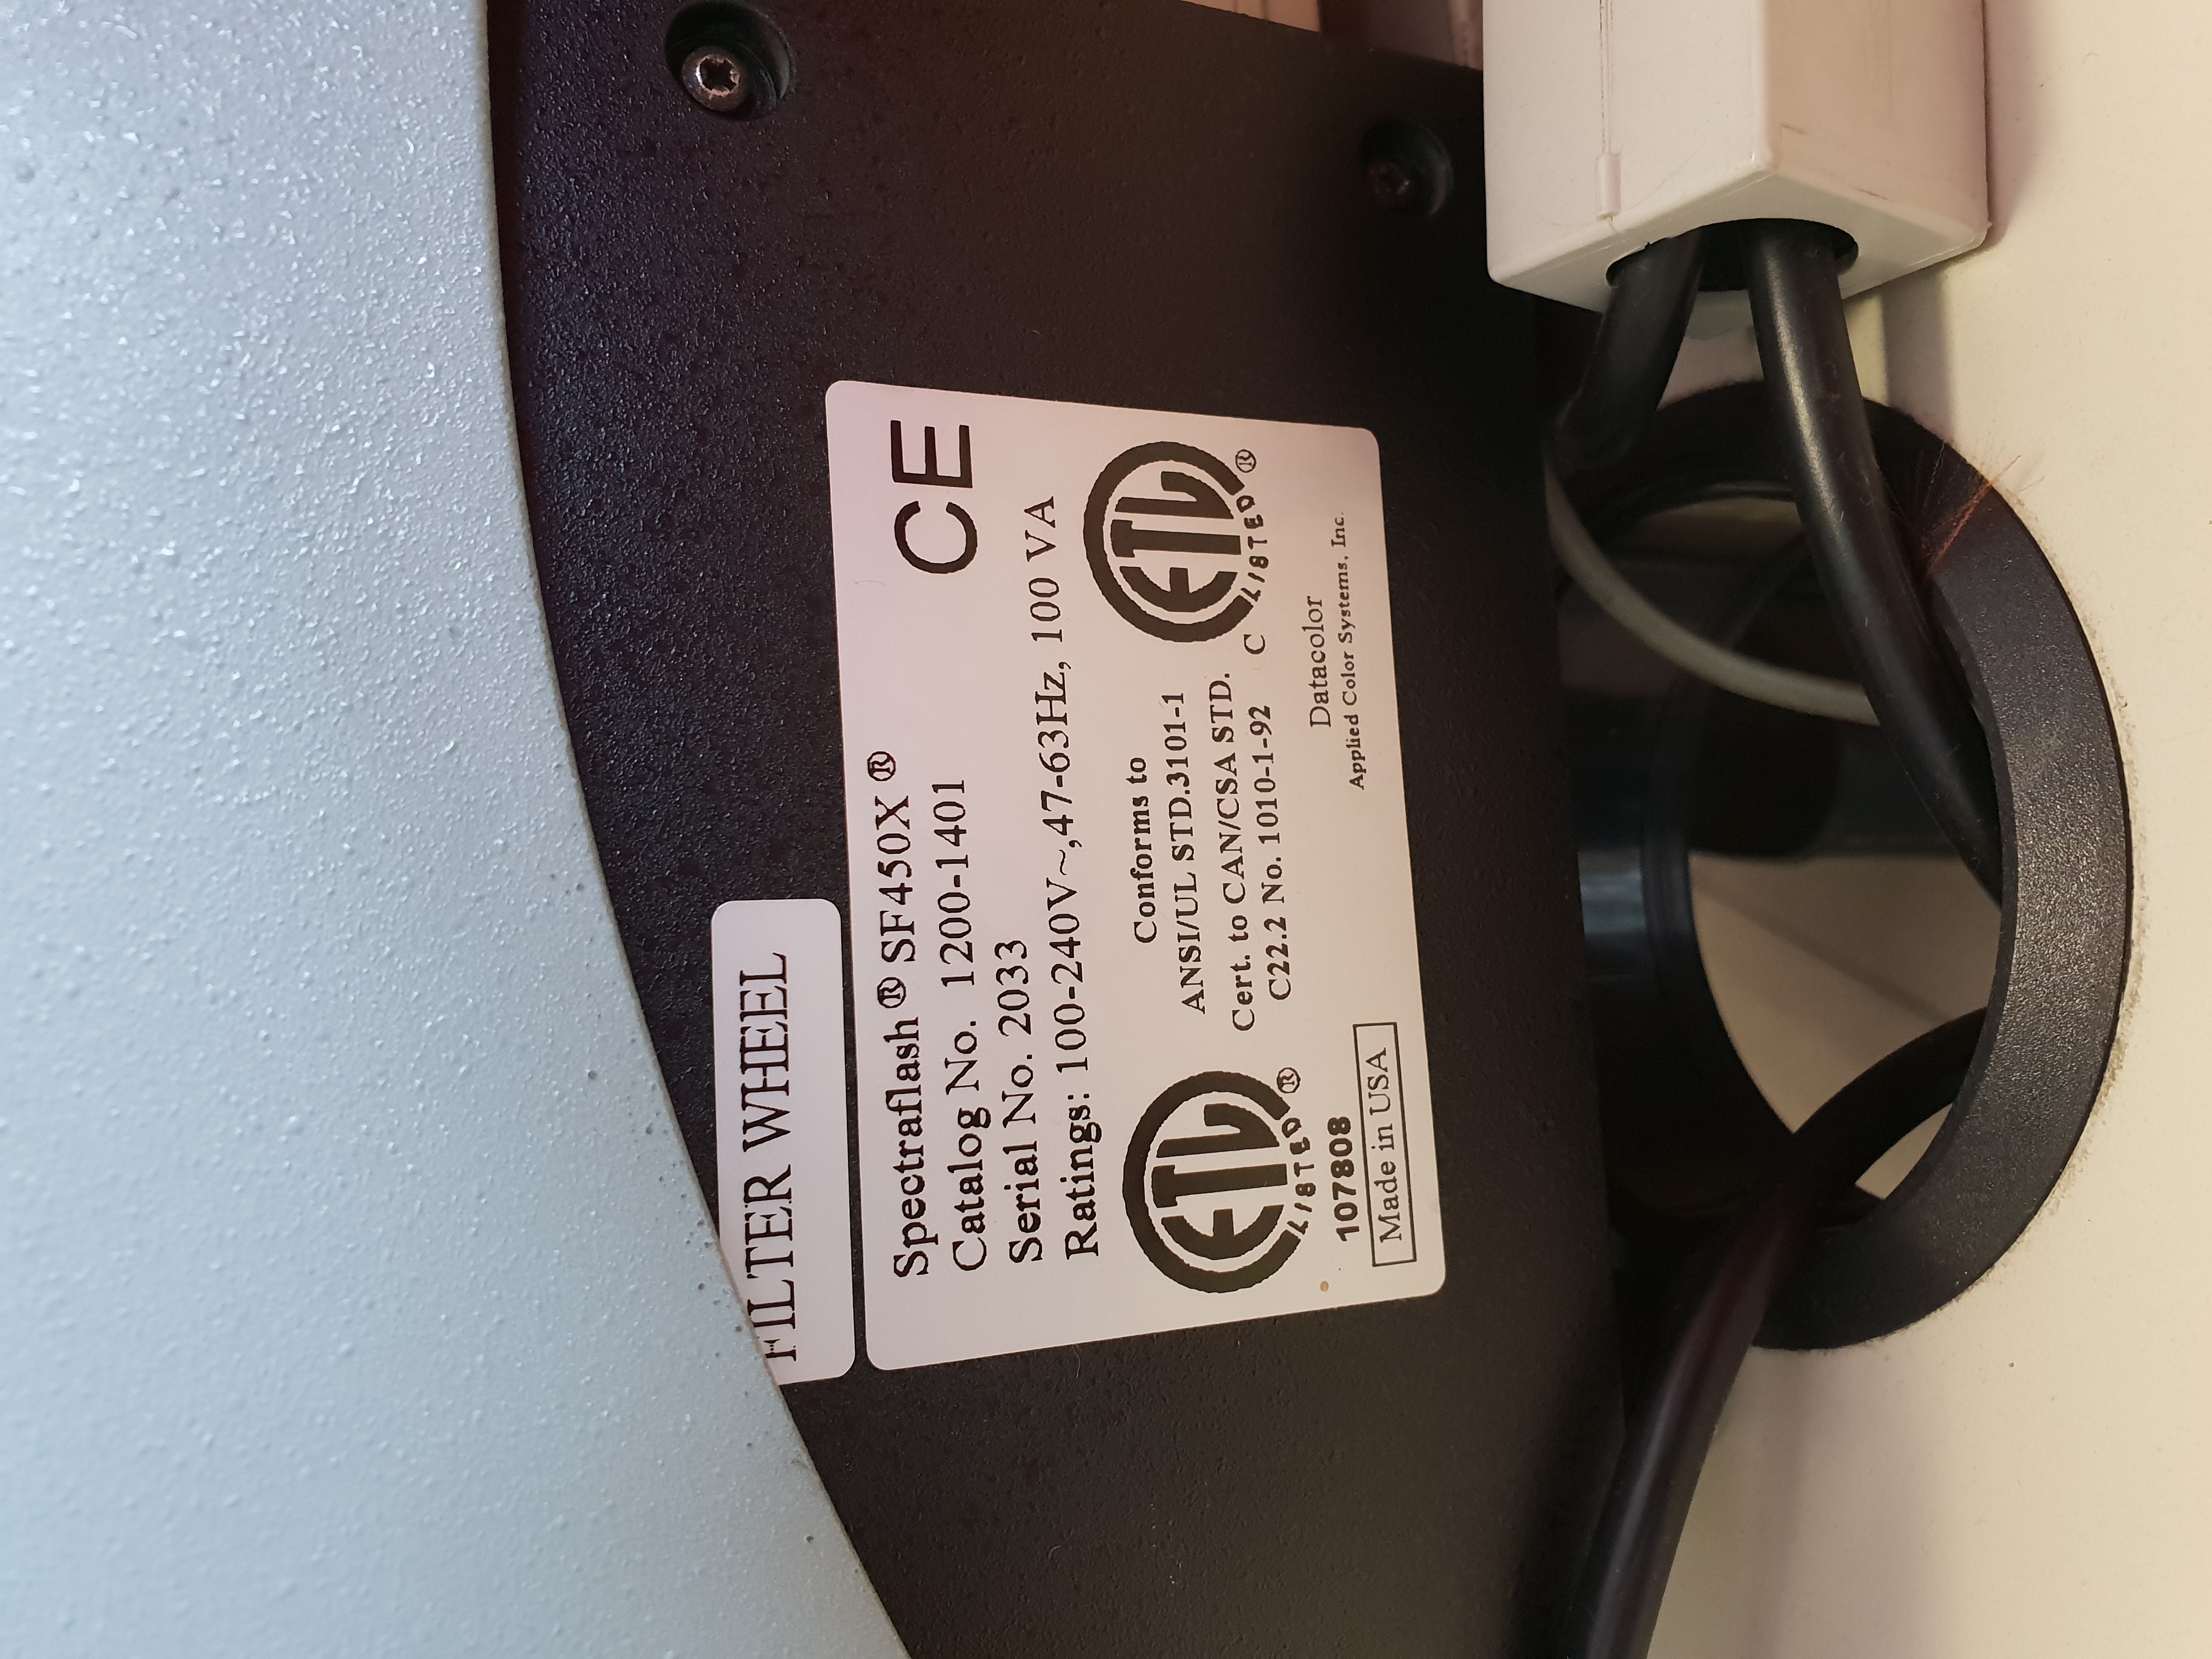 FILTER WHEEL
Spectraflash® SF450X®
CE
Catalog No. 1200-1401
Serial No. 2033
Ratings: 100-240V~,47-63Hz, 100 VA
ETL LISTED ®
107808
Made in USA
Conforms to
ANSI/UL STD.3101-1
Cert. to CAN/CSA STD.
C22.2 No. 1010-1-92
C ETL LISTED ®
Datacolor
Applied Color Systems, Inc.